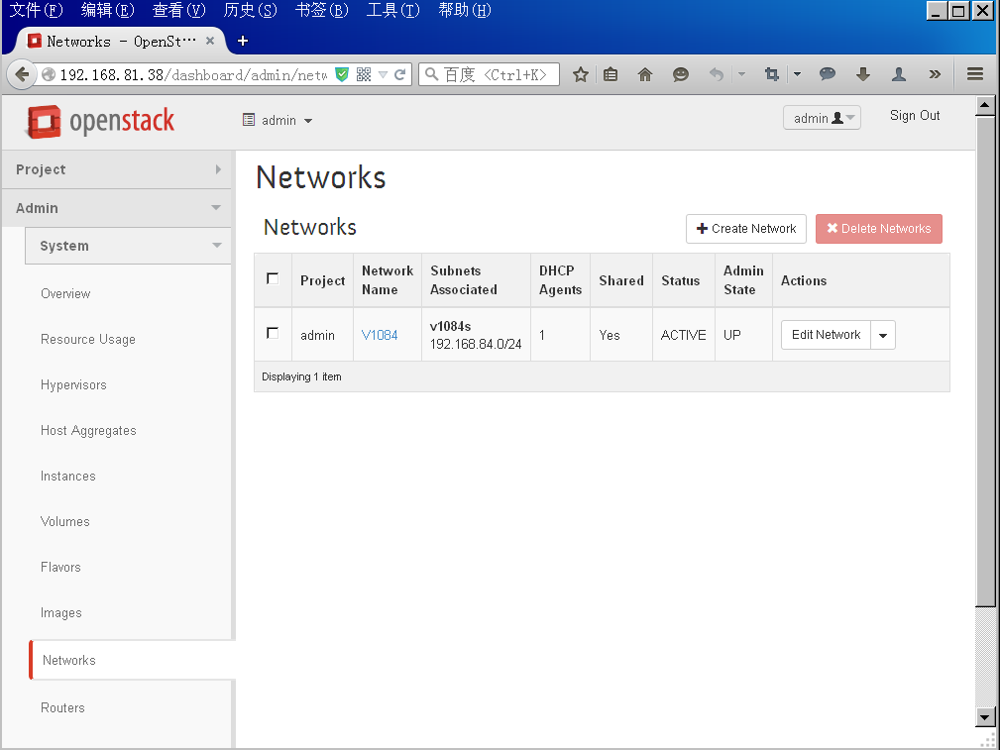 文件(F) 编辑(E) 查看(V) 历史(S) 书签(B) 工具(T) 帮助(H)
Networks - OpenSt···
192.168.81.38/dashboard/admin/netw
百度 <Ctrl+K>
openstack
admin
admin
Sign Out
Project
Admin
System
Overview
Resource Usage
Hypervisors
Host Aggregates
Instances
Volumes
Flavors
Images
Networks
Routers
Networks
Networks
Create Network
Delete Networks
Project Network Name Subnets Associated DHCP Agents Shared Status Admin State Actions
admin V1084 v1084s 192.168.84.0/24 1 Yes ACTIVE UP Edit Network
Displaying 1 item